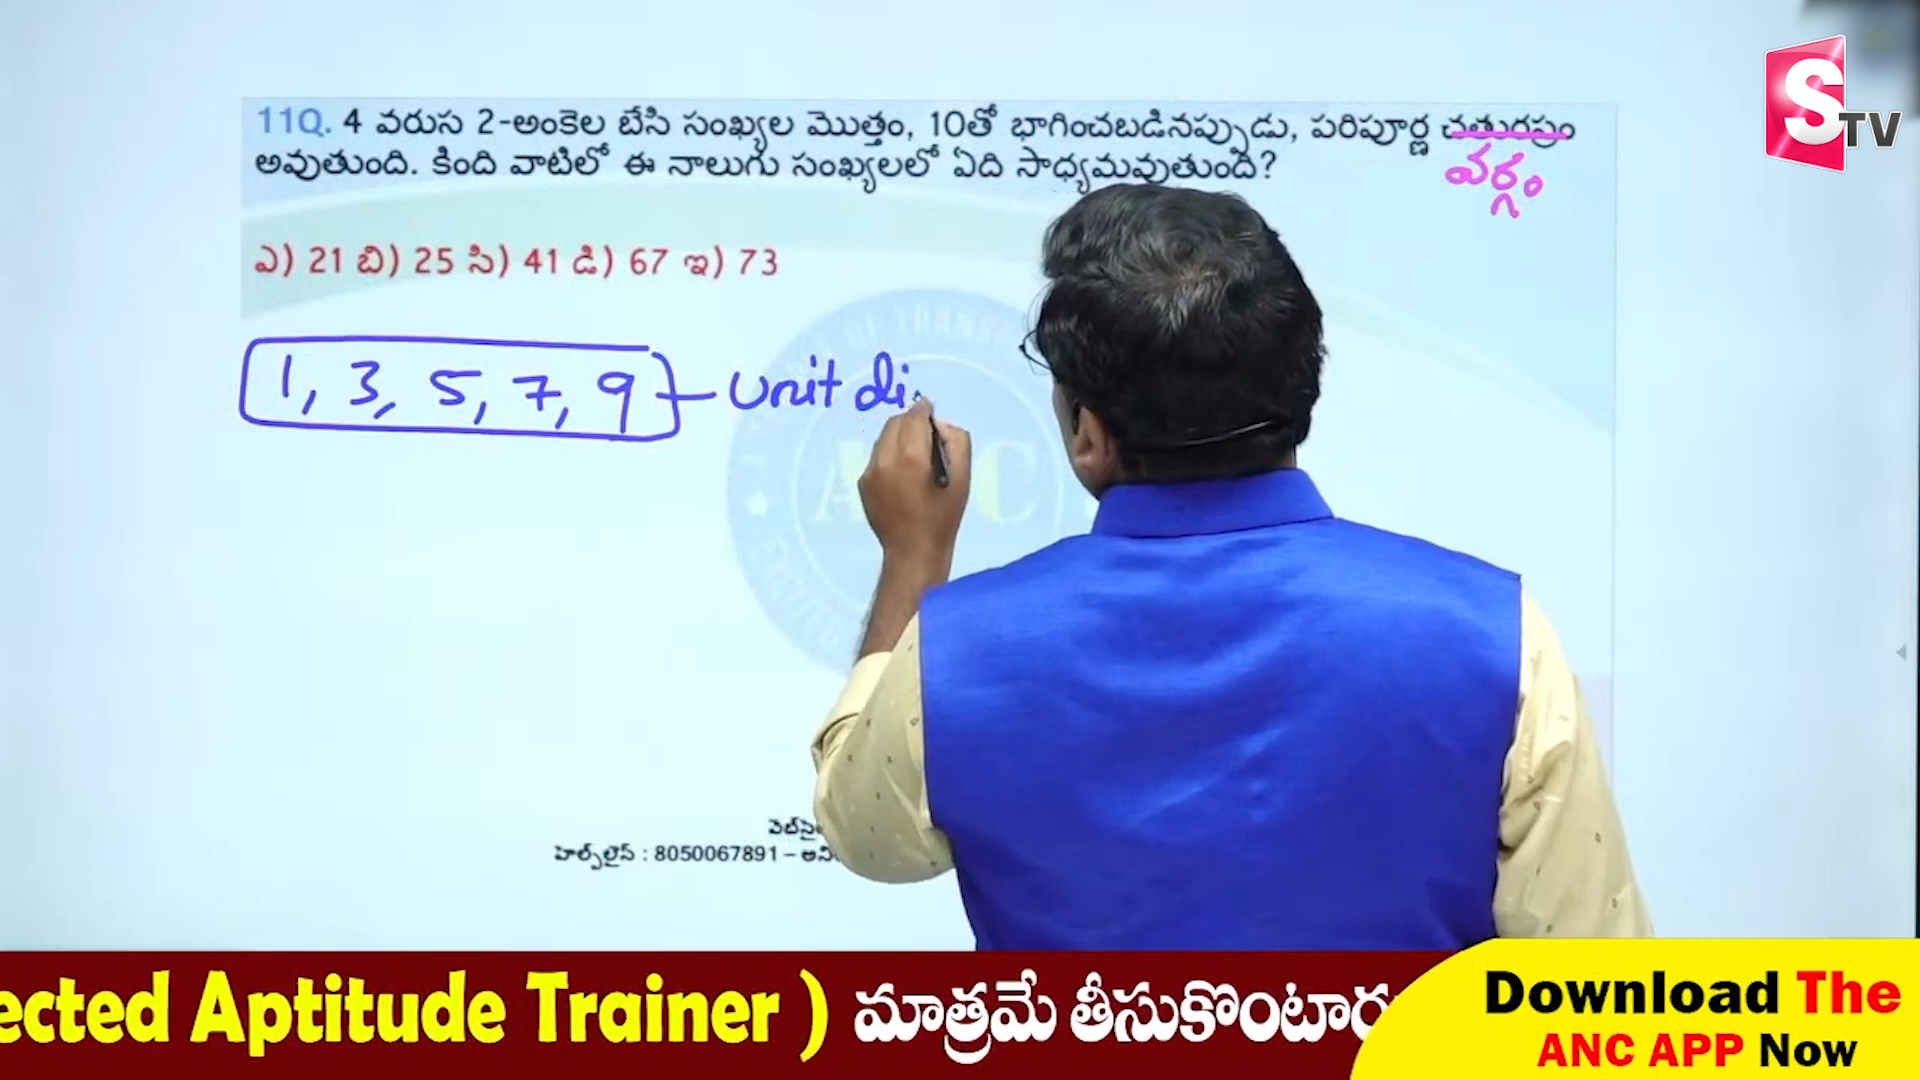 STV
11Q. 4 వరుస 2-అంకెల బేసి సంఖ్యల మొత్తం, 10తో భాగించబడినప్పుడు, పరిపూర్ణ చతురస్రం
వర్గం
అవుతుంది. కింది వాటిలో ఈ నాలుగు సంఖ్యలలో ఏది సాధ్యమవుతుంది?
ఎ) 21 బి) 25 సి) 41 డి) 67 ఇ) 73
1, 3, 5, 7, 9 - Unit di
హెల్ప్‌లైన్ : 8050067891 –
ected Aptitude Trainer ) మాత్రమే తీసుకొంటారు
Download The
ANC APP Now